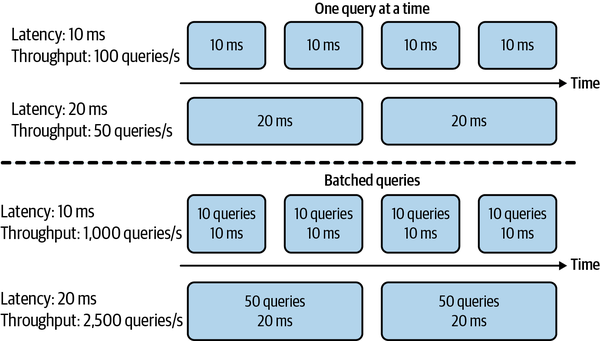 One query at a time
Latency: 10 ms
Throughput: 100 queries/s
10 ms
10 ms
10 ms
10 ms
Time
Latency: 20 ms
Throughput: 50 queries/s
20 ms
20 ms
Batched queries
Latency: 10 ms
Throughput: 1,000 queries/s
10 queries
10 ms
10 queries
10 ms
10 queries
10 ms
10 queries
10 ms
Time
Latency: 20 ms
Throughput: 2,500 queries/s
50 queries
20 ms
50 queries
20 ms